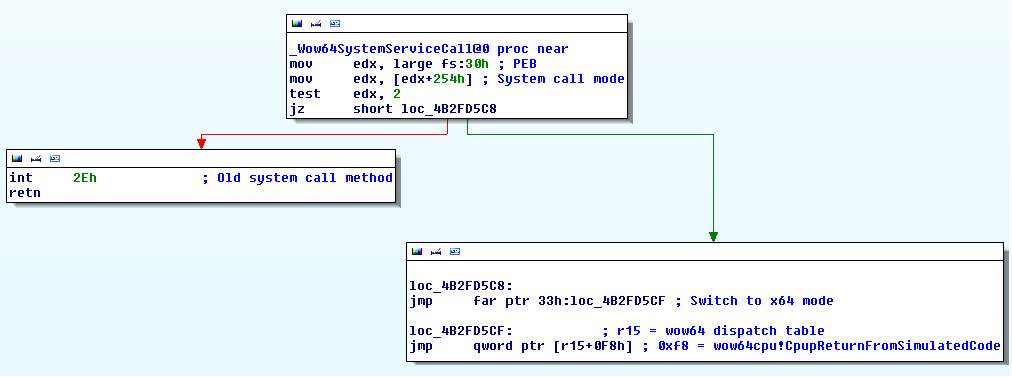 _Wow64SystemServiceCall@0 proc near
mov     edx, large fs:30h ; PEB
mov     edx, [edx+254h] ; System call mode
test    edx, 2
jz      short loc_4B2FD5C8
int     2Eh             ; Old system call method
retn
loc_4B2FD5C8:
jmp     far ptr 33h:loc_4B2FD5CF ; Switch to x64 mode
loc_4B2FD5CF:           ; r15 = wow64 dispatch table
jmp     qword ptr [r15+0F8h] ; 0xf8 = wow64cpu!CpupReturnFromSimulatedCode